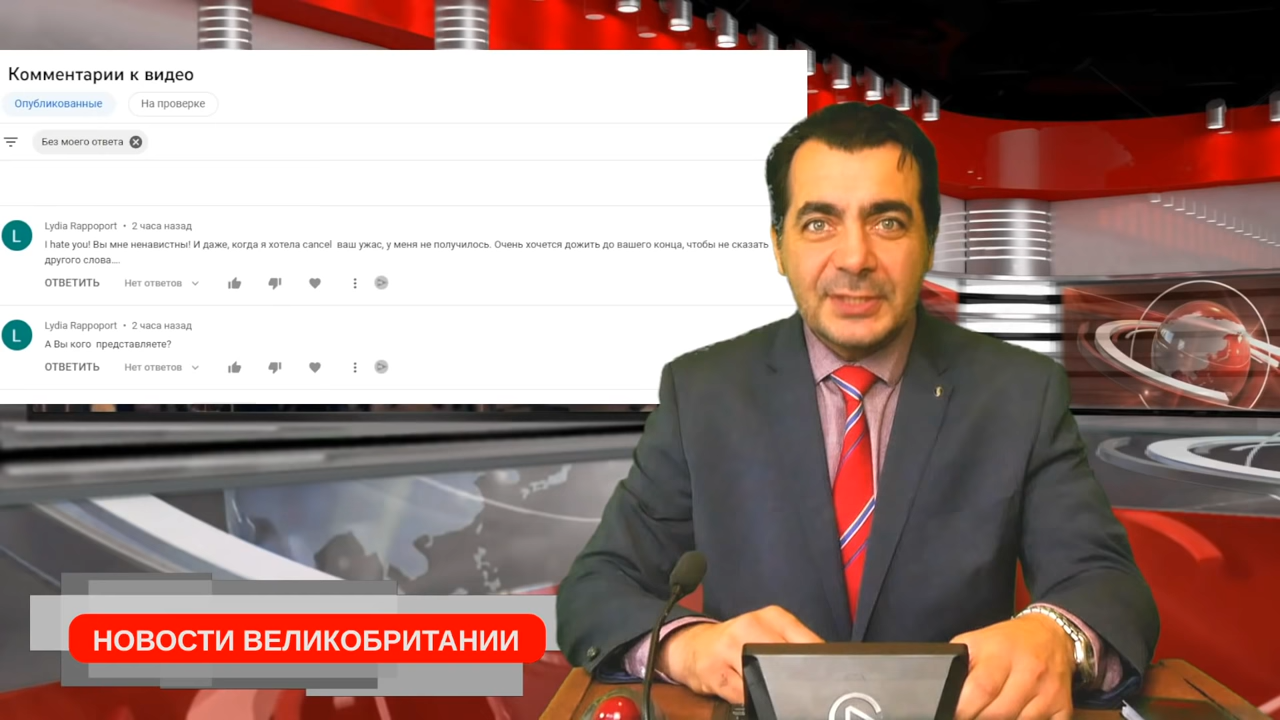 Комментарии к видео
Опубликованные
На проверке
Без моего ответа
Lydia Rappoport • 2 часа назад
I hate you! Вы мне ненавистны! И даже, когда я хотела cancel ваш ужас, у меня не получилось. Очень хочется дожить до вашего конца, чтобы не сказать
другого слова....
ОТВЕТИТЬ Нет ответов
Lydia Rappoport • 2 часа назад
А Вы кого представляете?
ОТВЕТИТЬ Нет ответов
НОВОСТИ ВЕЛИКОБРИТАНИИ